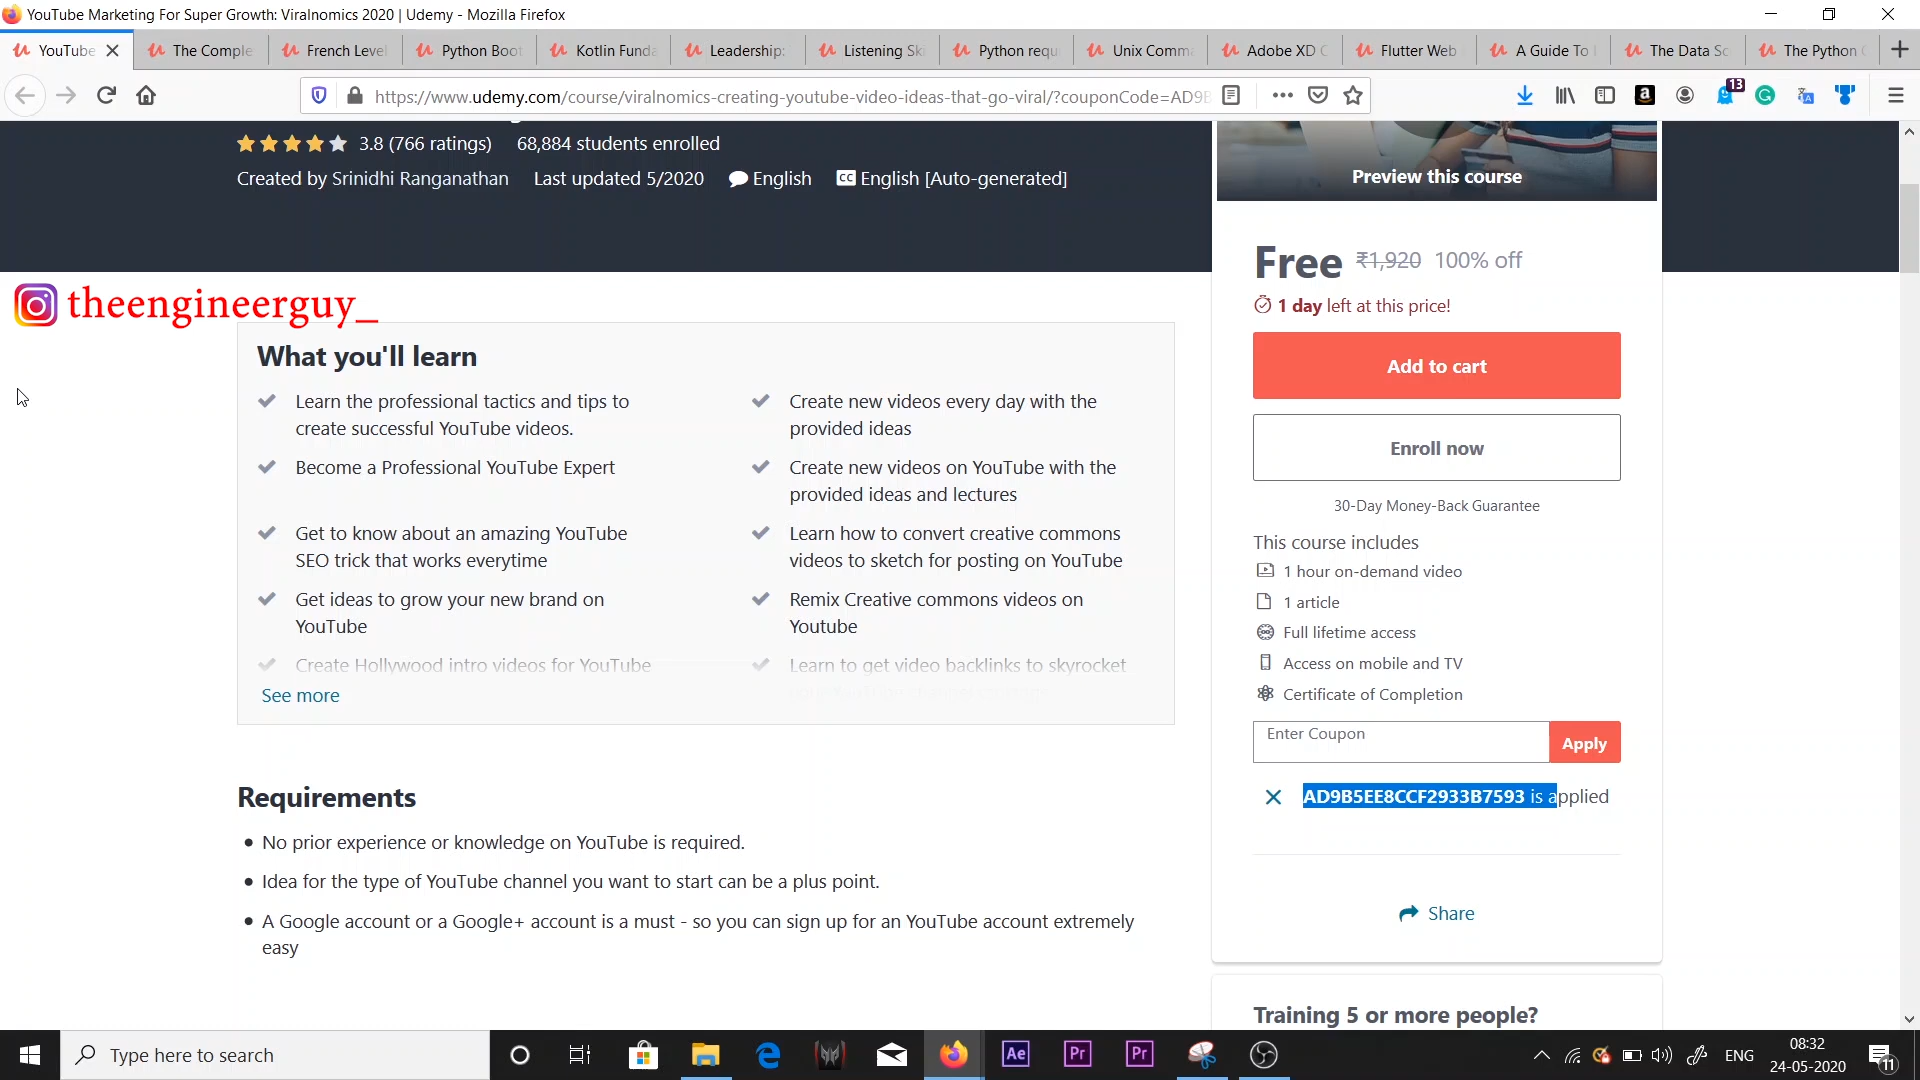 YouTube Marketing For Super Growth: Viralnomics 2020 | Udemy - Mozilla Firefox
YouTube
The Comple
French Level
Python Boot
Kotlin Funda
Leadership:
Listening Ski
Python requ
Unix Comma
Adobe XD C
Flutter Web
A Guide To
The Data Sc
The Python
https://www.udemy.com/course/viralnomics-creating-youtube-video-ideas-that-go-viral/?couponCode=AD9B
13
3.8 (766 ratings) 68,884 students enrolled
Created by Srinidhi Ranganathan Last updated 5/2020 English CC English [Auto-generated]
Preview this course
theengineerguy_
What you'll learn
Learn the professional tactics and tips to
create successful YouTube videos.
Become a Professional YouTube Expert
Get to know about an amazing YouTube
SEO trick that works everytime
Get ideas to grow your new brand on
YouTube
Create Hollywood intro videos for YouTube
Create new videos every day with the
provided ideas
Create new videos on YouTube with the
provided ideas and lectures
Learn how to convert creative commons
videos to sketch for posting on YouTube
Remix Creative commons videos on
Youtube
Learn to get video backlinks to skyrocket
See more
Requirements
No prior experience or knowledge on YouTube is required.
Idea for the type of YouTube channel you want to start can be a plus point.
A Google account or a Google+ account is a must - so you can sign up for an YouTube account extremely
easy
Free ₹1,920 100% off
1 day left at this price!
Add to cart
Enroll now
30-Day Money-Back Guarantee
This course includes
1 hour on-demand video
1 article
Full lifetime access
Access on mobile and TV
Certificate of Completion
Enter Coupon
Apply
AD9B5EE8CCF2933B7593 is applied
Share
Training 5 or more people?
Type here to search
Ae
Pr
Pr
ENG
08:32
24-05-2020
11